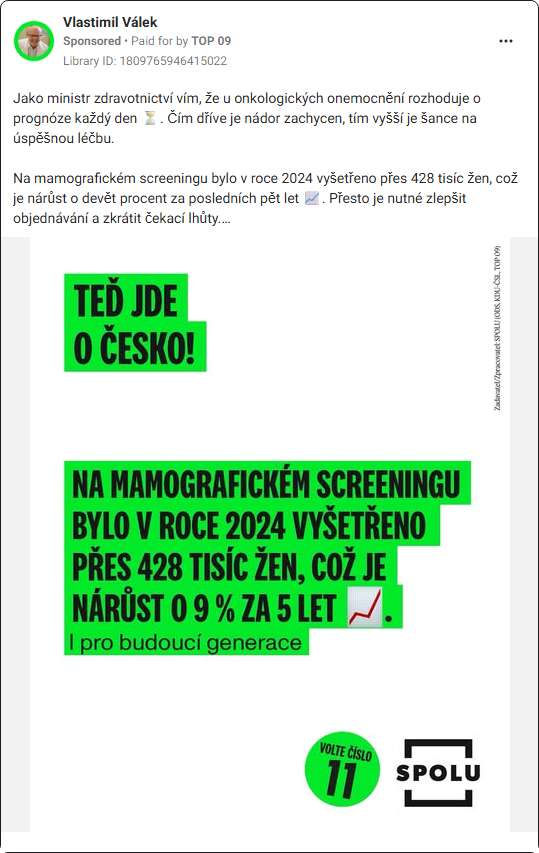 Vlastimil Válek
Sponsored • Paid for by TOP 09
Library ID: 1809765946415022
Jako ministr zdravotnictví vím, že u onkologických onemocnění rozhoduje o
prognóze každý den ⏳. Čím dříve je nádor zachycen, tím vyšší je šance na
úspěšnou léčbu.
Na mamografickém screeningu bylo v roce 2024 vyšetřeno přes 428 tisíc žen, což
je nárůst o devět procent za posledních pět let 📈. Přesto je nutné zlepšit
objednávání a zkrátit čekací lhůty....
Zadavatel/Zpracovatel: SPOLU (ODS, KDU-ČSL, TOP 09)
TEĎ JDE
O ČESKO!
NA MAMOGRAFICKÉM SCREENINGU
BYLO V ROCE 2024 VYŠETŘENO
PŘES 428 TISÍC ŽEN, COŽ JE
NÁRŮST O 9 % ZA 5 LET 📈.
I pro budoucí generace
VOLTE ČÍSLO
11
SPOLU